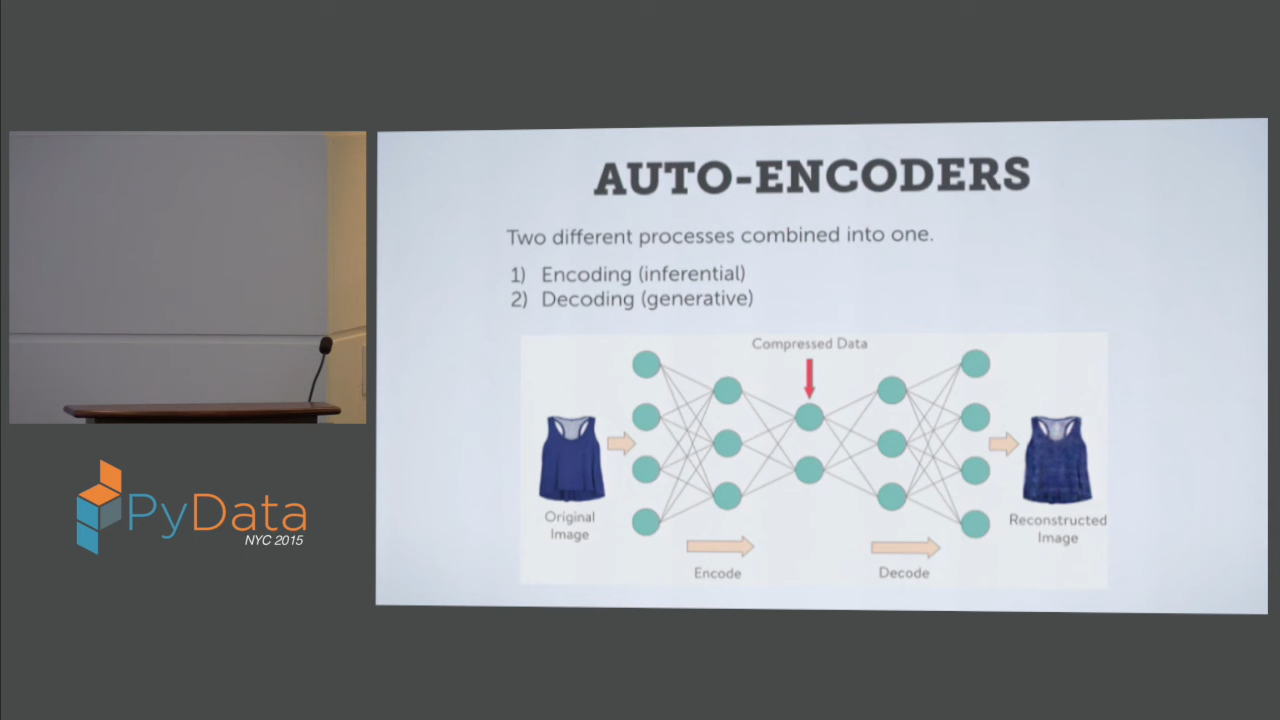 AUTO-ENCODERS
Two different processes combined into one.
1) Encoding (inferential)
2) Decoding (generative)
Compressed Data
Original
Image
Reconstructed
Image
Encode
Decode
PyData
NYC 2015